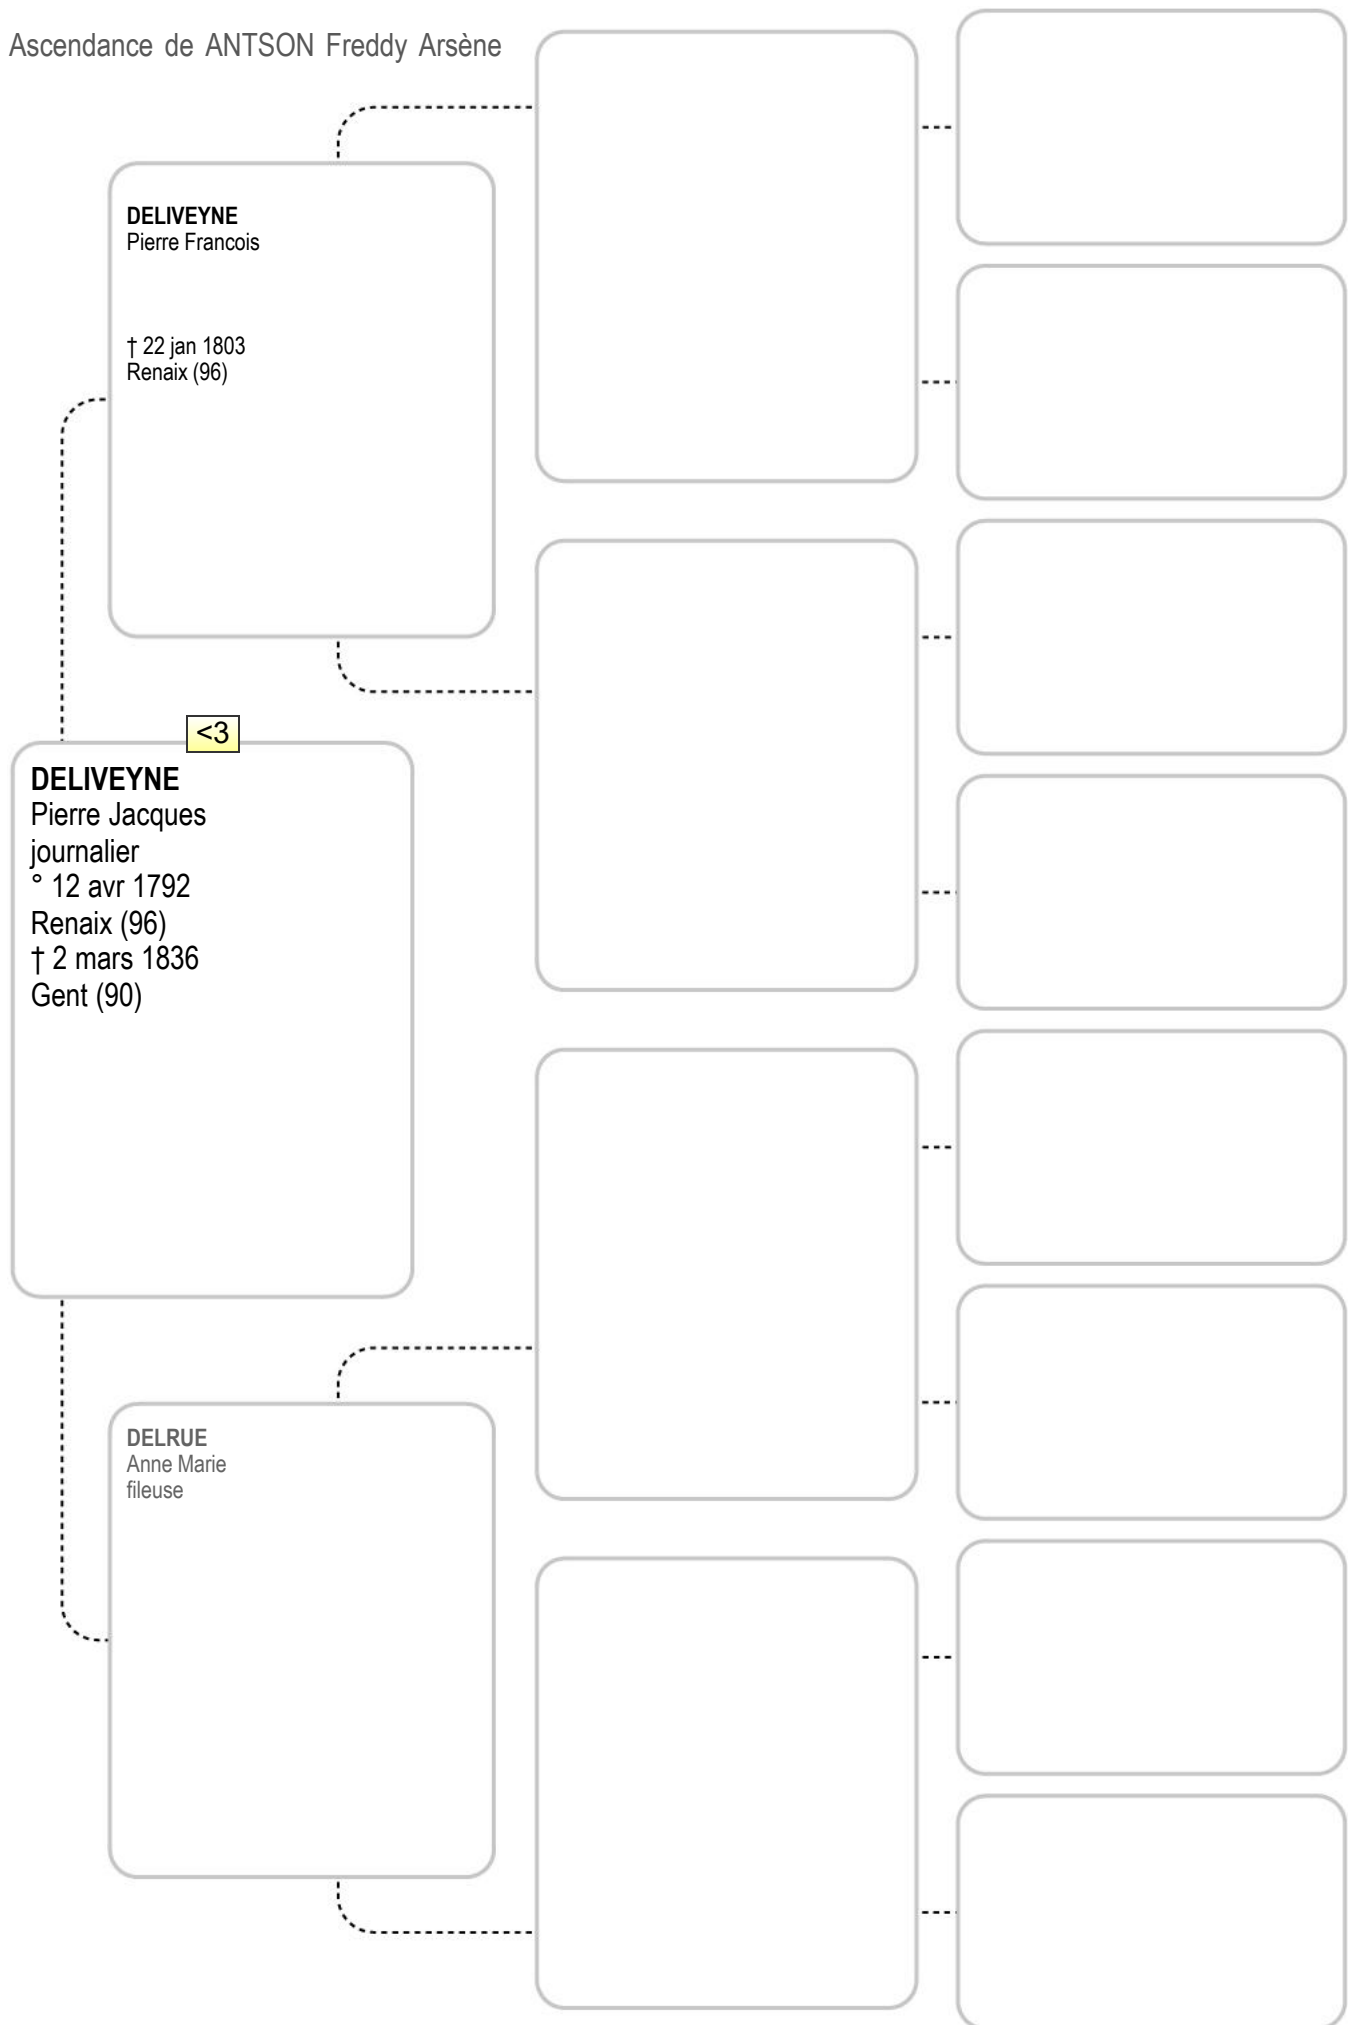 Ascendance de ANTSON Freddy Arsène
DELIVEYNE
Pierre Francois
† 22 jan 1803
Renaix (96)
<3
DELIVEYNE
Pierre Jacques
journalier
° 12 avr 1792
Renaix (96)
† 2 mars 1836
Gent (90)
DELRUE
Anne Marie
fileuse